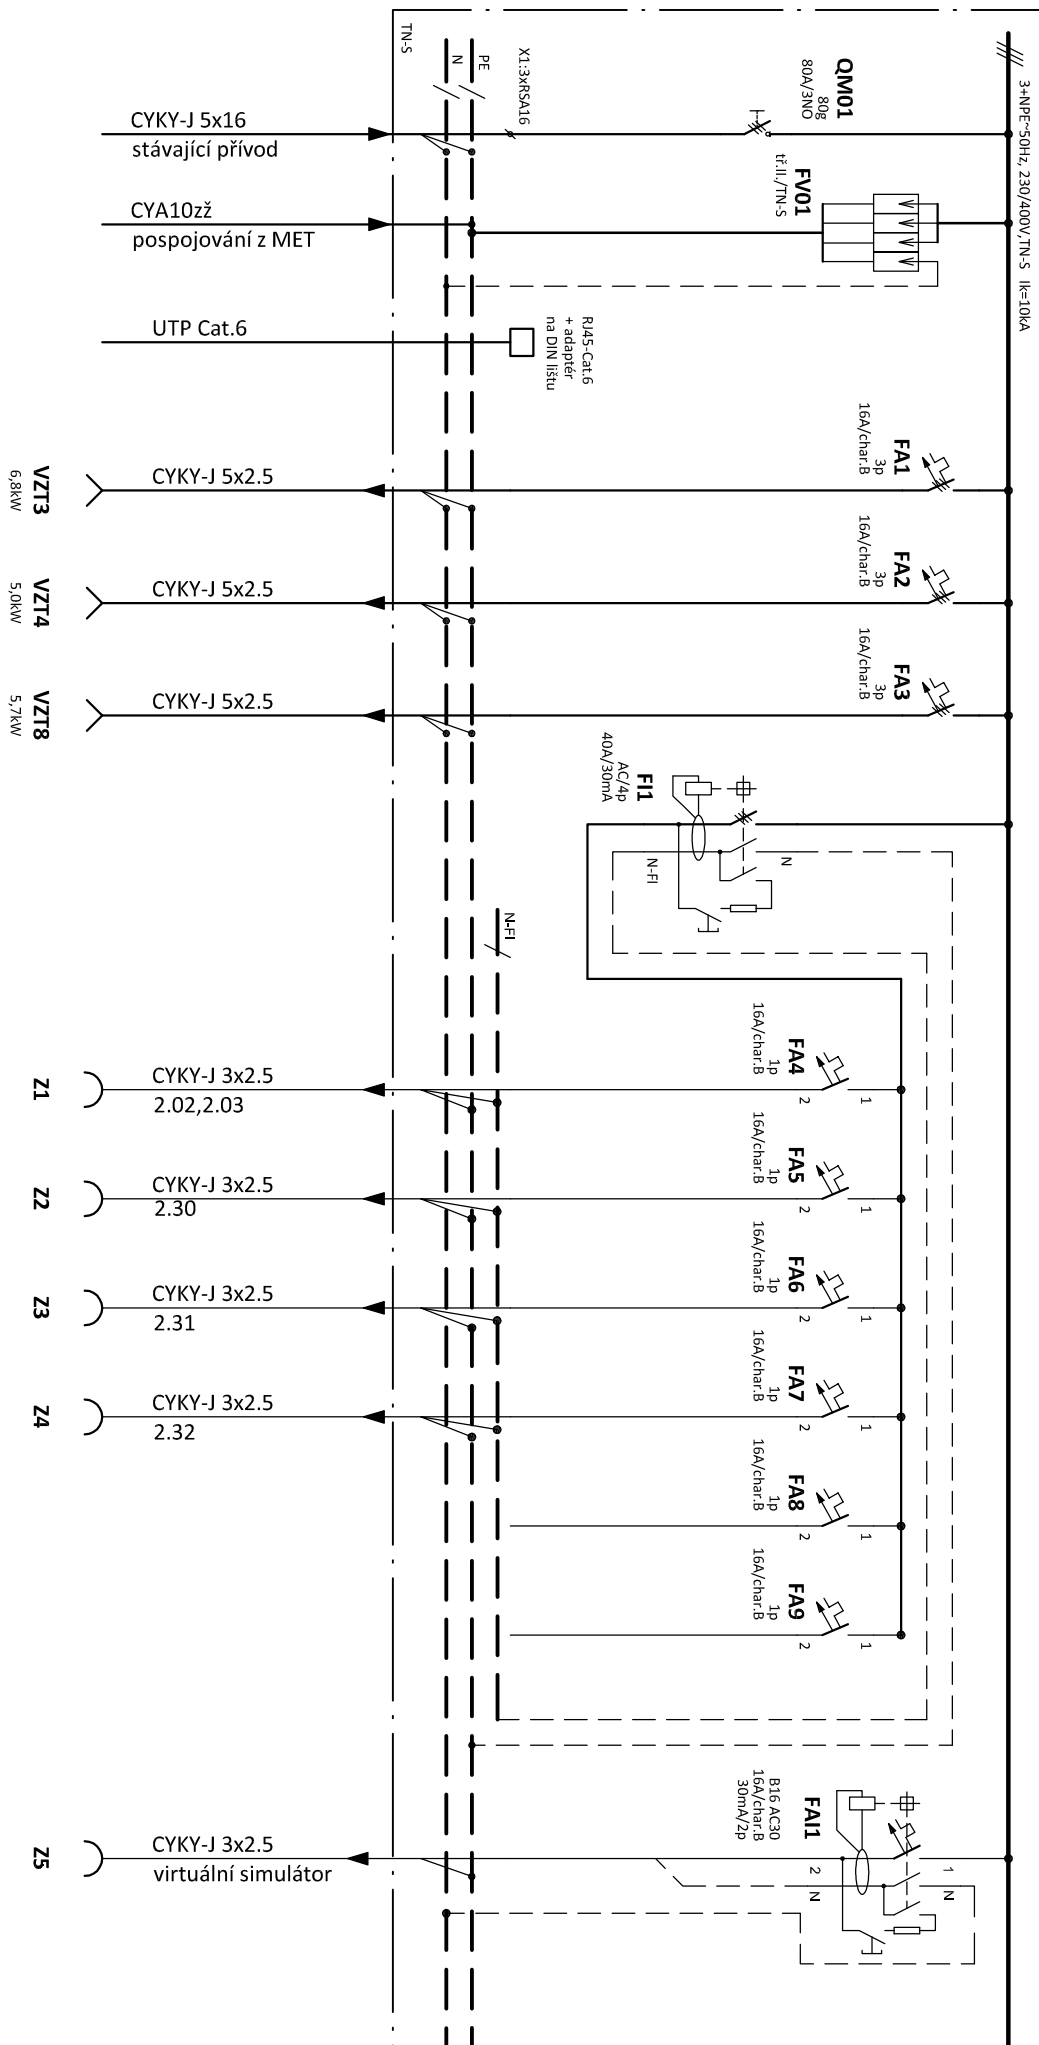 3+NPE~50Hz, 230/400V,TN-S Ik=10kA
TN-S
N
PE
X1:3xRSA16
QM01
80g
80A/3NO
CYKY-J 5x16
stávající přívod
FV01
tř.II./TN-S
CYA10zž
pospojování z MET
UTP Cat.6
RJ45-Cat.6
+ adaptér
na DIN lištu
FA1
3p
16A/char.B
CYKY-J 5x2.5
VZT3
6,8kW
FA2
3p
16A/char.B
CYKY-J 5x2.5
VZT4
5,0kW
FA3
3p
16A/char.B
CYKY-J 5x2.5
VZT8
5,7kW
FI1
AC/4p
40A/30mA
N
N-FI
N-FI
FA4
1p
16A/char.B
1
2
CYKY-J 3x2.5
2.02,2.03
Z1
FA5
1p
16A/char.B
1
2
CYKY-J 3x2.5
2.30
Z2
FA6
1p
16A/char.B
1
2
CYKY-J 3x2.5
2.31
Z3
FA7
1p
16A/char.B
1
2
CYKY-J 3x2.5
2.32
Z4
FA8
1p
16A/char.B
1
2
FA9
1p
16A/char.B
1
2
FAI1
B16 AC30
16A/char.B
30mA/2p
1
N
2
N
CYKY-J 3x2.5
virtuální simulátor
Z5